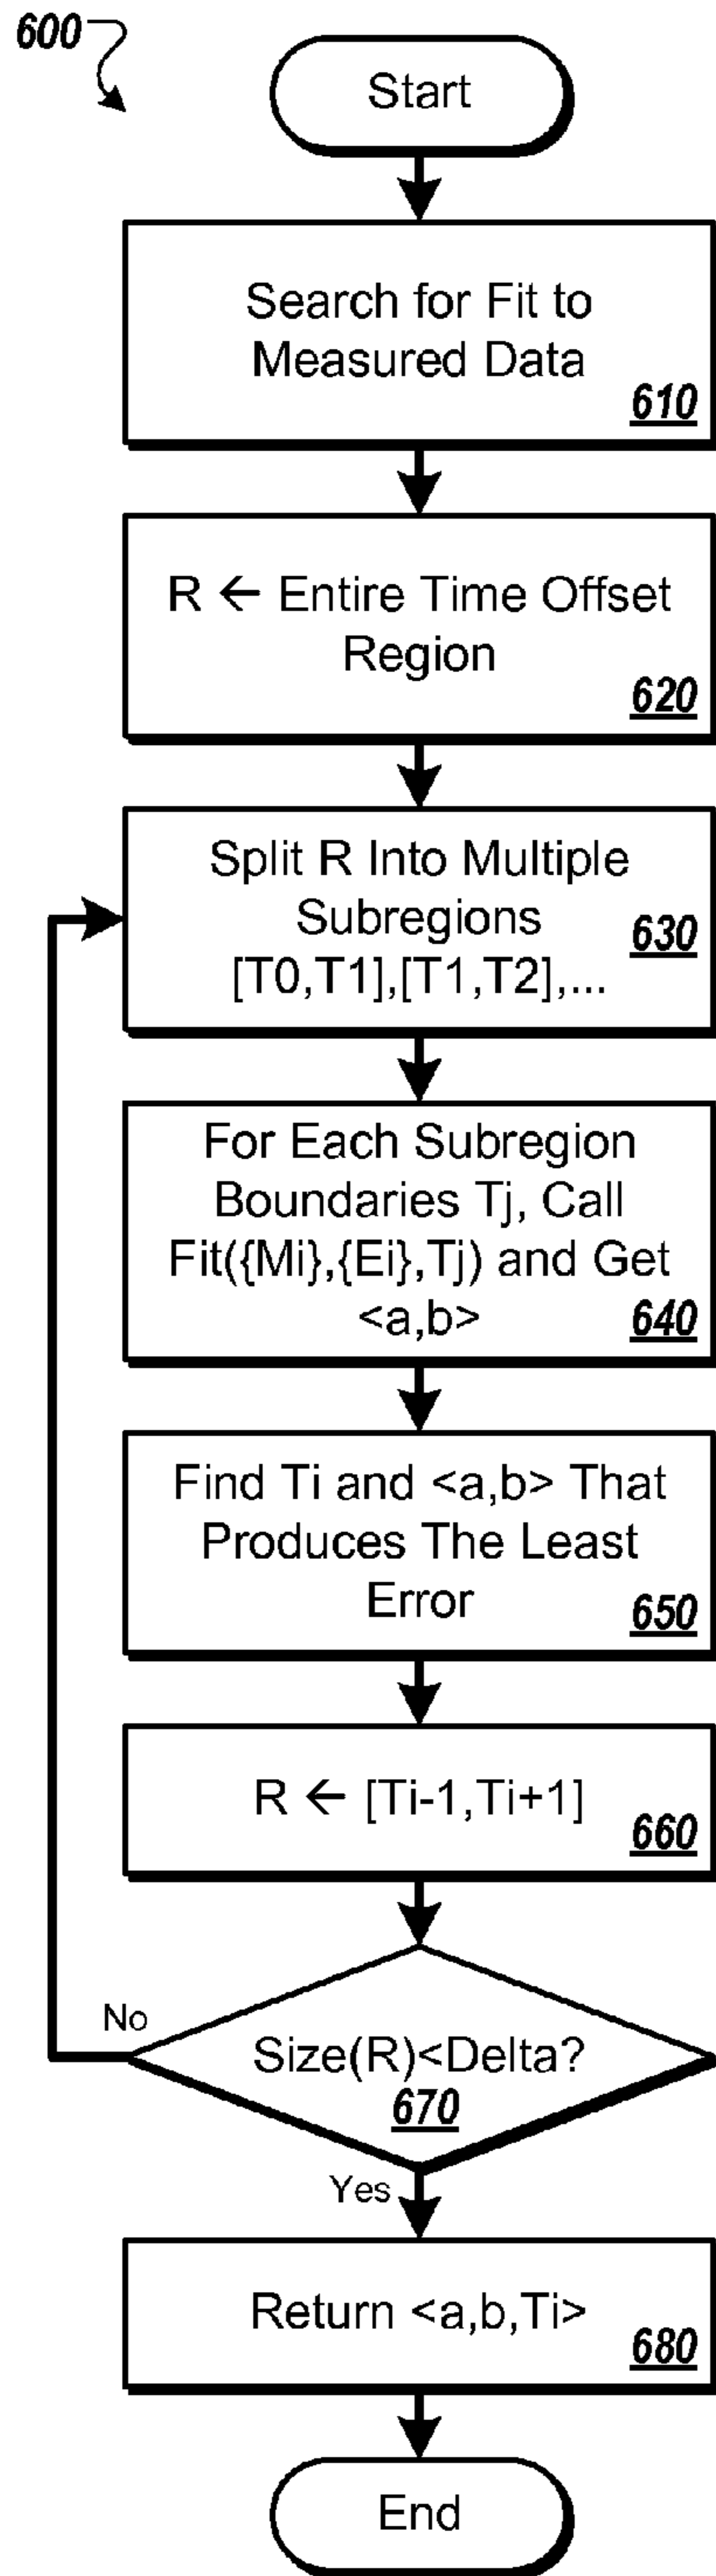 600
Start
Search for Fit to
Measured Data
610
R ← Entire Time Offset
Region
620
Split R Into Multiple
Subregions
[T0,T1],[T1,T2],...
630
For Each Subregion
Boundaries Tj, Call
Fit({Mi},{Ei},Tj) and Get
<a,b>
640
Find Ti and <a,b> That
Produces The Least
Error
650
R ← [Ti-1,Ti+1]
660
Size(R)<Delta?
670
No
Yes
Return <a,b,Ti>
680
End